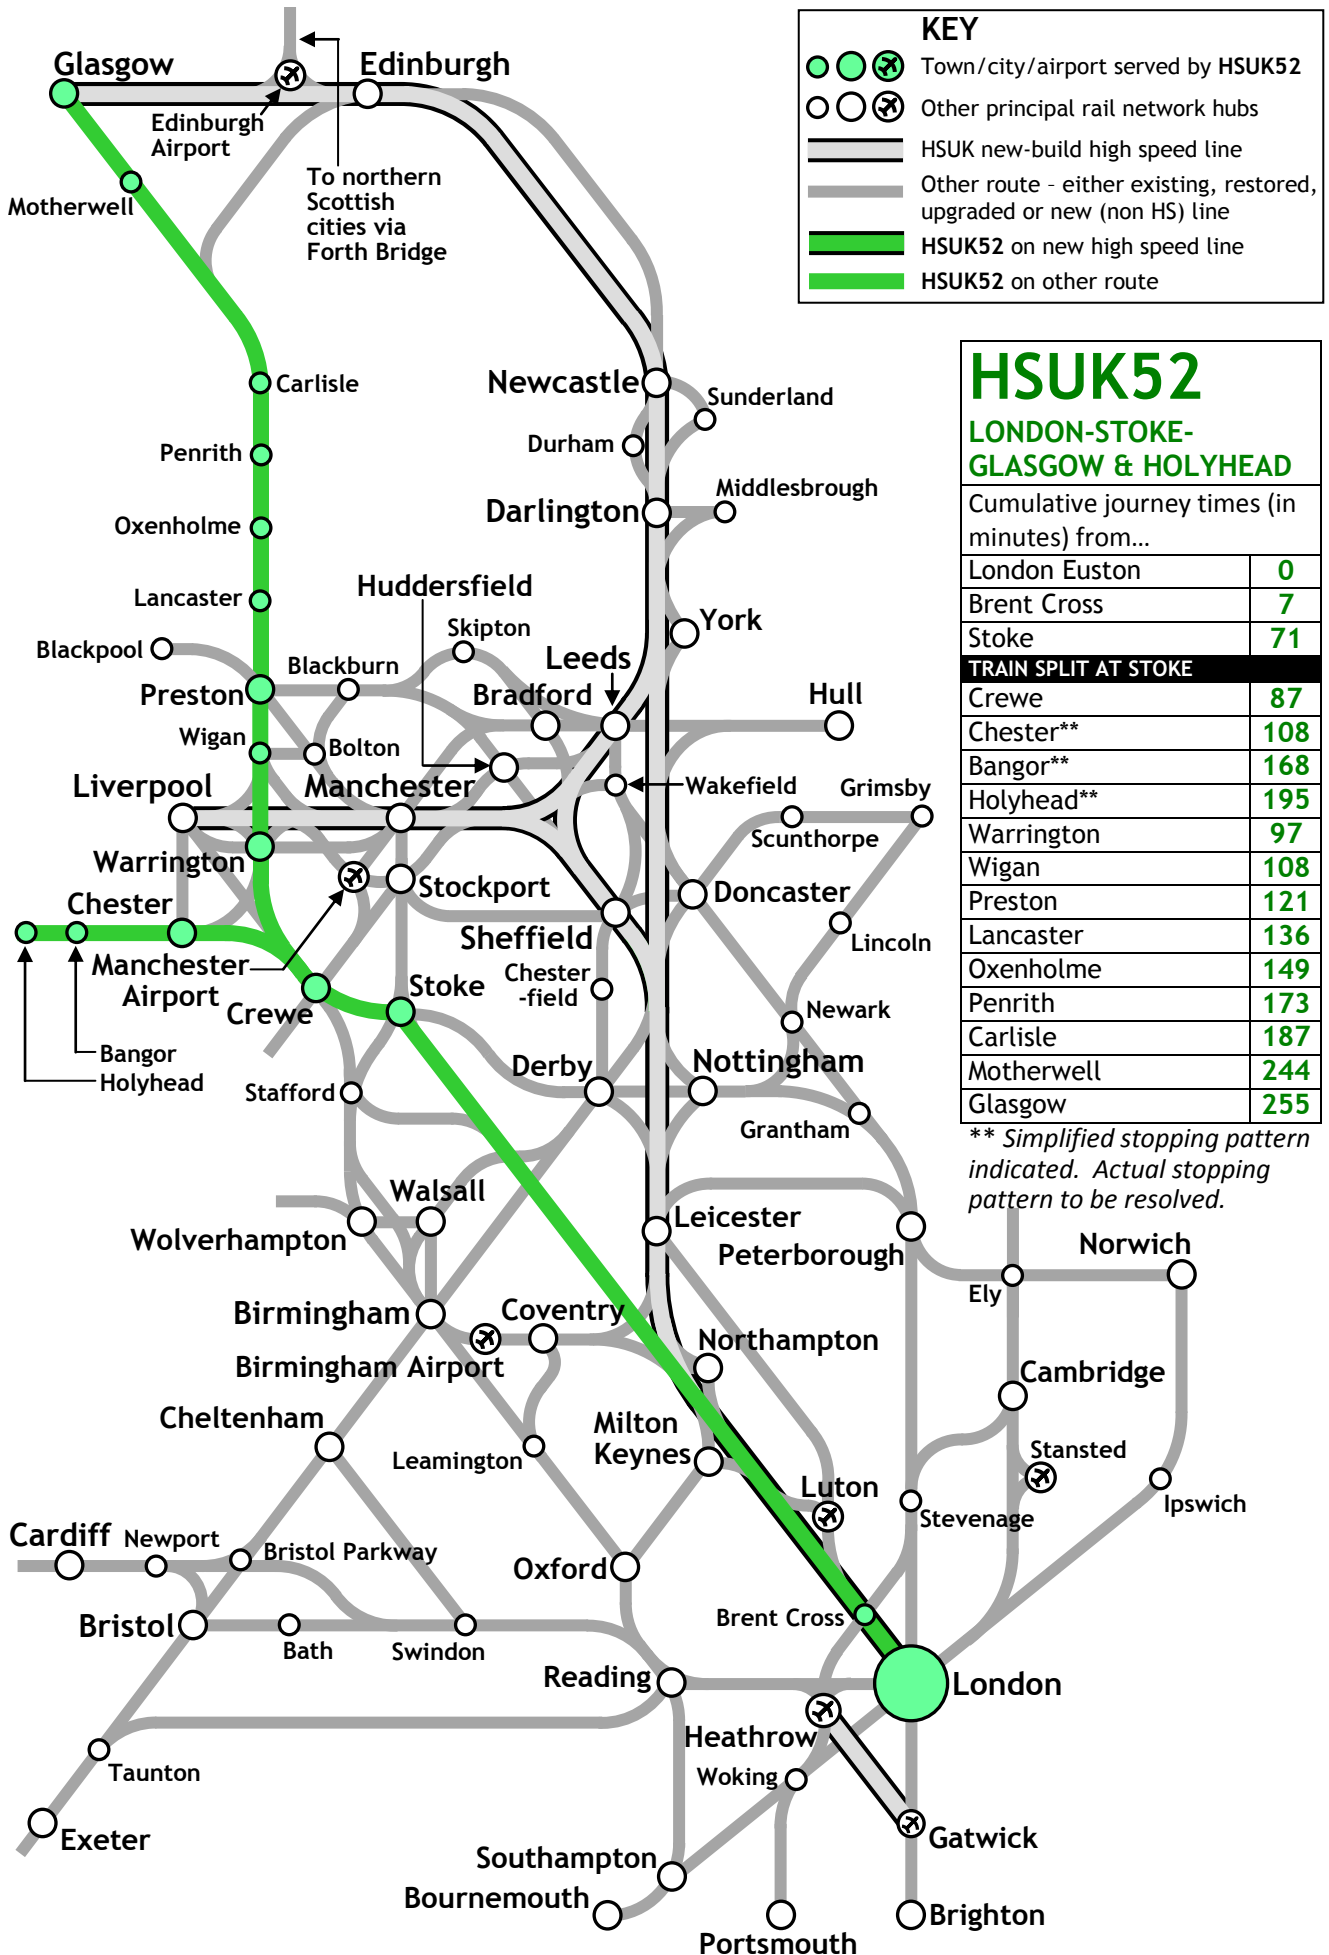 KEY
Town/city/airport served by HSUK52
Other principal rail network hubs
HSUK new-build high speed line
Other route - either existing, restored,
upgraded or new (non HS) line
HSUK52 on new high speed line
HSUK52 on other route
HSUK52
LONDON-STOKE-
GLASGOW & HOLYHEAD
Cumulative journey times (in
minutes) from…
London Euston 0
Brent Cross 7
Stoke 71
TRAIN SPLIT AT STOKE
Crewe 87
Chester** 108
Bangor** 168
Holyhead** 195
Warrington 97
Wigan 108
Preston 121
Lancaster 136
Oxenholme 149
Penrith 173
Carlisle 187
Motherwell 244
Glasgow 255
** Simplified stopping pattern
indicated. Actual stopping
pattern to be resolved.
Glasgow
Edinburgh
Edinburgh
Airport
To northern
Scottish
cities via
Forth Bridge
Motherwell
Carlisle
Newcastle
Sunderland
Durham
Penrith
Middlesbrough
Darlington
Oxenholme
Huddersfield
Lancaster
York
Skipton
Blackpool
Blackburn
Leeds
Preston
Bradford
Hull
Wigan
Bolton
Liverpool
Manchester
Wakefield
Grimsby
Scunthorpe
Warrington
Stockport
Doncaster
Chester
Sheffield
Lincoln
Manchester
Airport
Chester
-field
Crewe
Stoke
Newark
Bangor
Holyhead
Stafford
Derby
Nottingham
Grantham
Walsall
Wolverhampton
Leicester
Peterborough
Norwich
Ely
Birmingham
Coventry
Birmingham Airport
Northampton
Cambridge
Cheltenham
Leamington
Milton
Keynes
Stansted
Luton
Stevenage
Ipswich
Cardiff
Newport
Bristol Parkway
Oxford
Bristol
Bath
Swindon
Brent Cross
Reading
London
Heathrow
Woking
Taunton
Exeter
Gatwick
Southampton
Bournemouth
Portsmouth
Brighton